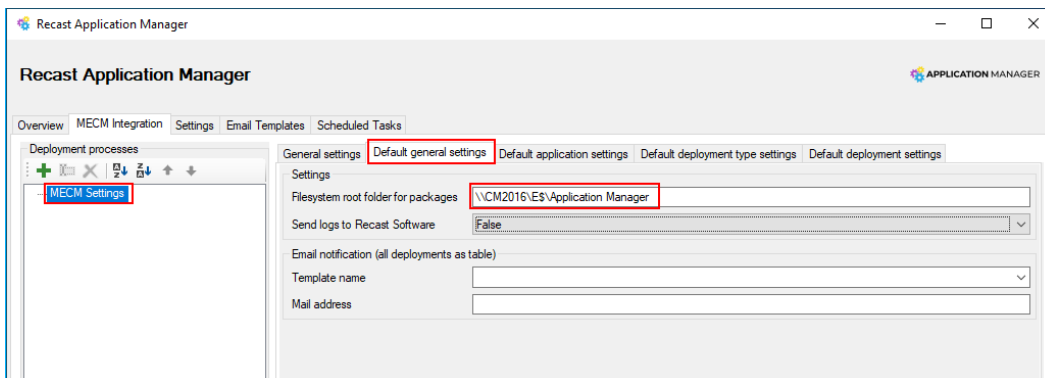 Recast Application Manager
Recast Application Manager
APPLICATION MANAGER
Overview MECM Integration Settings Email Templates Scheduled Tasks
Deployment processes
MECM Settings
General settings Default general settings Default application settings Default deployment type settings Default deployment settings
Settings
Filesystem root folder for packages \\CM2016\E$\Application Manager
Send logs to Recast Software False
Email notification (all deployments as table)
Template name
Mail address